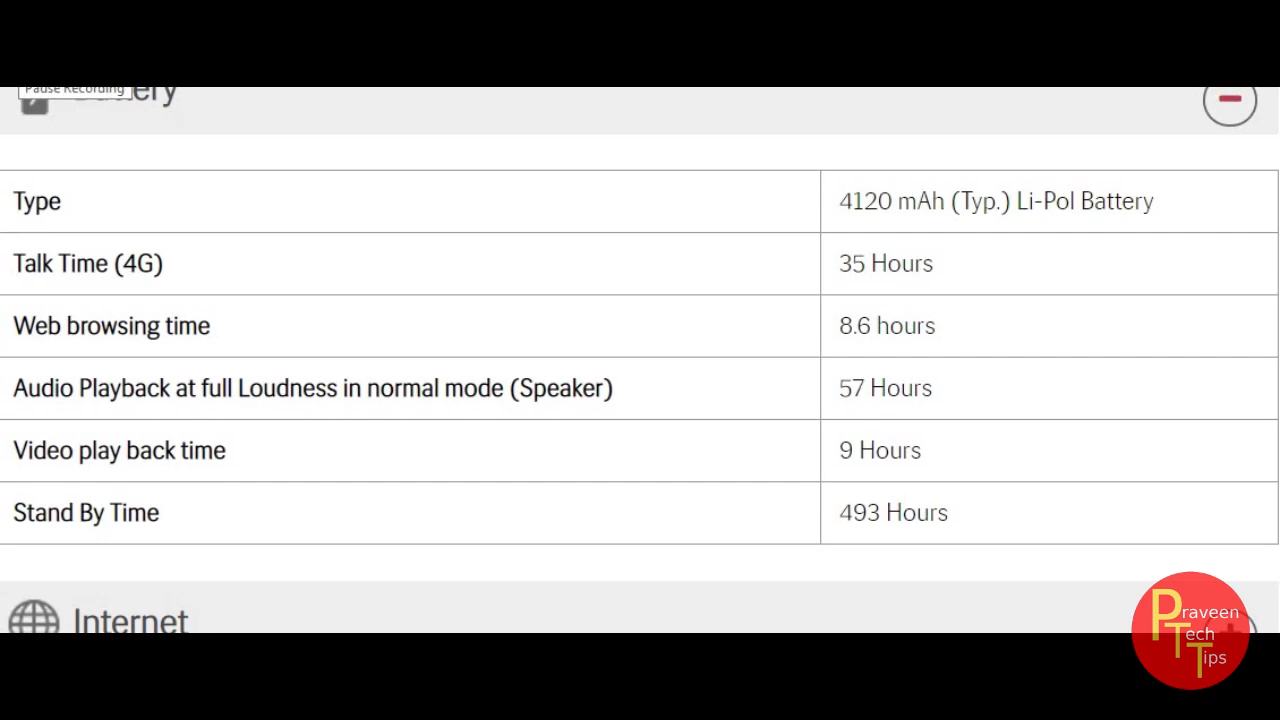 Pause Recording
Type
4120 mAh (Typ.) Li-Pol Battery
Talk Time (4G)
35 Hours
Web browsing time
8.6 hours
Audio Playback at full Loudness in normal mode (Speaker)
57 Hours
Video play back time
9 Hours
Stand By Time
493 Hours
Internet
Praveen
Tech
Tips